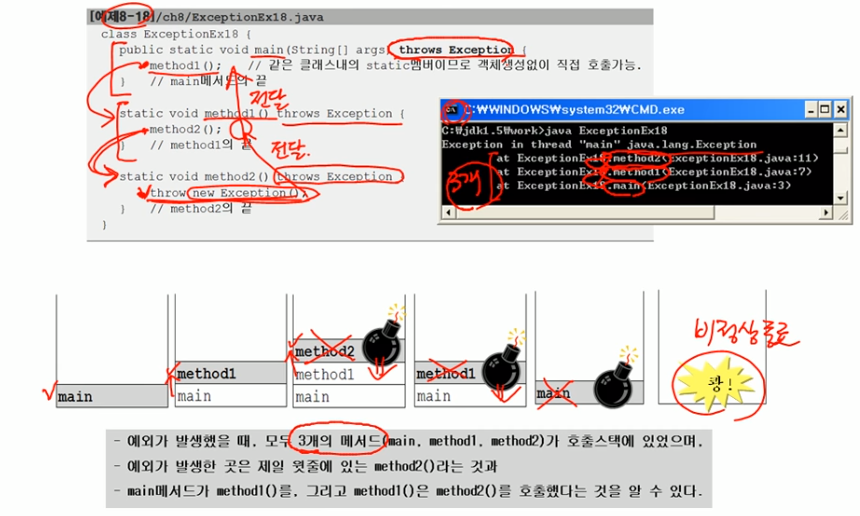 [예제8-18]/ch8/ExceptionEx18.java
class ExceptionEx18 {
public static void main(String[] args) throws Exception {
method1(); // 같은 클래스내의 static멤버이므로 객체생성없이 직접 호출가능.
} // main메서드의 끝
전달
static void method1() throws Exception {
method2();
} // method1의 끝
전달.
static void method2() throws Exception
throw new Exception();
} // method2의 끝
}
C:₩WINDOWS₩system32₩CMD.exe
C:₩jdk1.5₩work>java ExceptionEx18
Exception in thread "main" java.lang.Exception
at ExceptionEx18.method2(ExceptionEx18.java:11)
at ExceptionEx18.method1(ExceptionEx18.java:7)
at ExceptionEx18.main(ExceptionEx18.java:3)
3개
main
method1
main
method2
method1
main
method1
main
main
비정상종료
쾅!
- 예외가 발생했을 때, 모두 3개의 메서드(main, method1, method2)가 호출스택에 있었으며,
- 예외가 발생한 곳은 제일 윗줄에 있는 method2()라는 것과
- main메서드가 method1()를, 그리고 method1()은 method2()를 호출했다는 것을 알 수 있다.